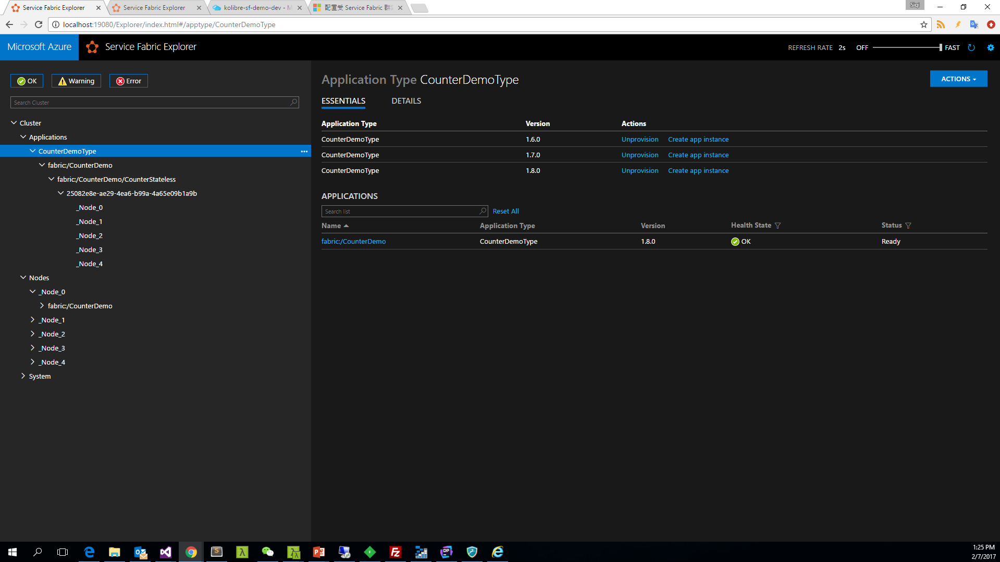 Service Fabric Explorer
Service Fabric Explorer
kolibre-sf-demo-dev - M
配置受 Service Fabric 群
Siqi
localhost:19080/Explorer/index.html#/apptype/CounterDemoType
Microsoft Azure
Service Fabric Explorer
REFRESH RATE 2s OFF FAST
OK
Warning
Error
Search Cluster
Cluster
Applications
CounterDemoType
fabric:/CounterDemo
fabric:/CounterDemo/CounterStateless
25082e8e-ae29-4ea6-b99a-4a65e09b1a9b
_Node_0
_Node_1
_Node_2
_Node_3
_Node_4
Nodes
_Node_0
fabric:/CounterDemo
_Node_1
_Node_2
_Node_3
_Node_4
System
Application Type CounterDemoType
ACTIONS
ESSENTIALS DETAILS
Application Type Version Actions
CounterDemoType 1.6.0 Unprovision Create app instance
CounterDemoType 1.7.0 Unprovision Create app instance
CounterDemoType 1.8.0 Unprovision Create app instance
APPLICATIONS
Search list Reset All
Name Application Type Version Health State Status
fabric:/CounterDemo CounterDemoType 1.8.0 OK Ready
1:25 PM
2/7/2017